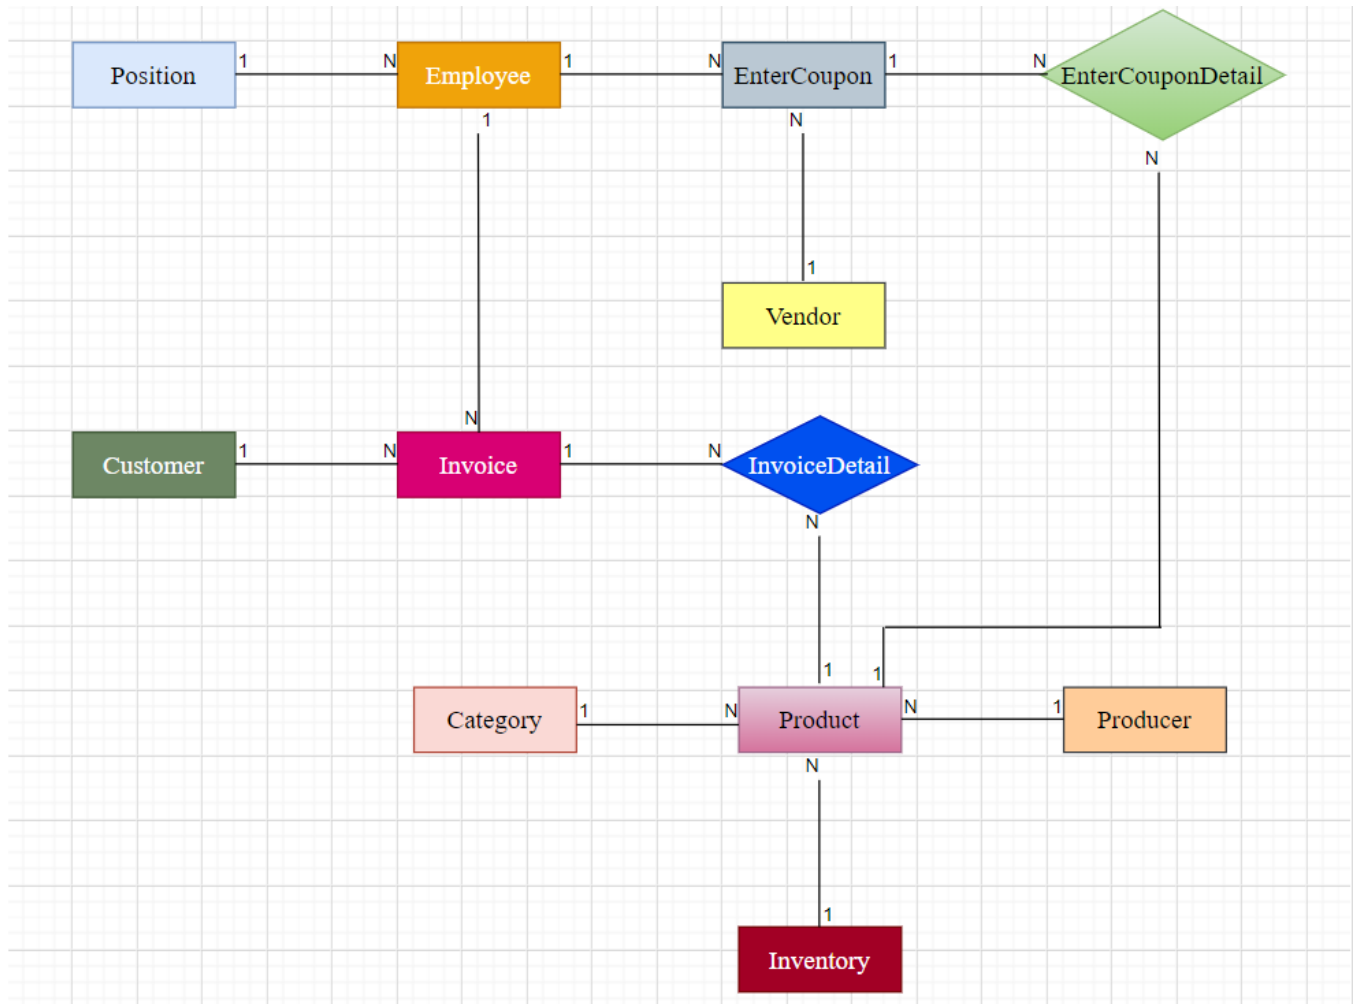 Position
1
N
Employee
1
N
EnterCoupon
1
N
EnterCouponDetail
1
N
N
1
Vendor
N
Customer
1
N
Invoice
1
N
InvoiceDetail
N
1
1
Category
1
N
Product
N
1
Producer
N
1
Inventory